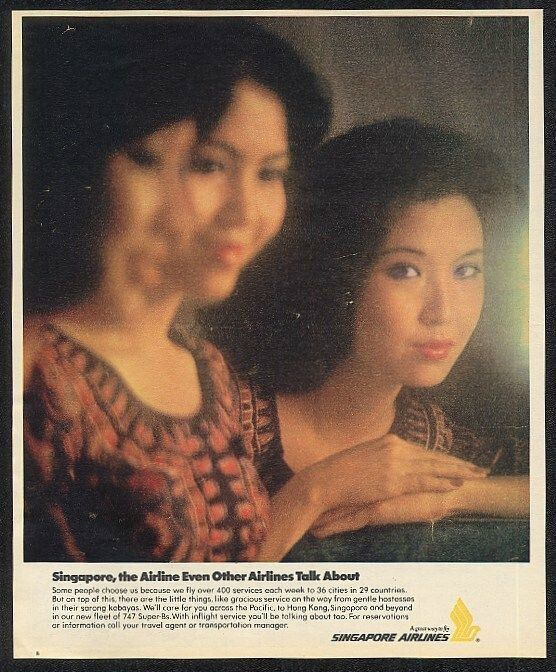 Singapore, the Airline Even Other Airlines Talk About
Some people choose us because we fly over 400 services each week to 36 cities in 29 countries.
But on top of this, there are the little things, like gracious service on the way from gentle hostesses
in their sarong kebayas. We'll care for you across the Pacific, to Hong Kong, Singapore and beyond
in our new fleet of 747 Super-Bs. With inflight service you'll be talking about too. For reservations
or information call your travel agent or transportation manager.
A great way to fly
SINGAPORE AIRLINES